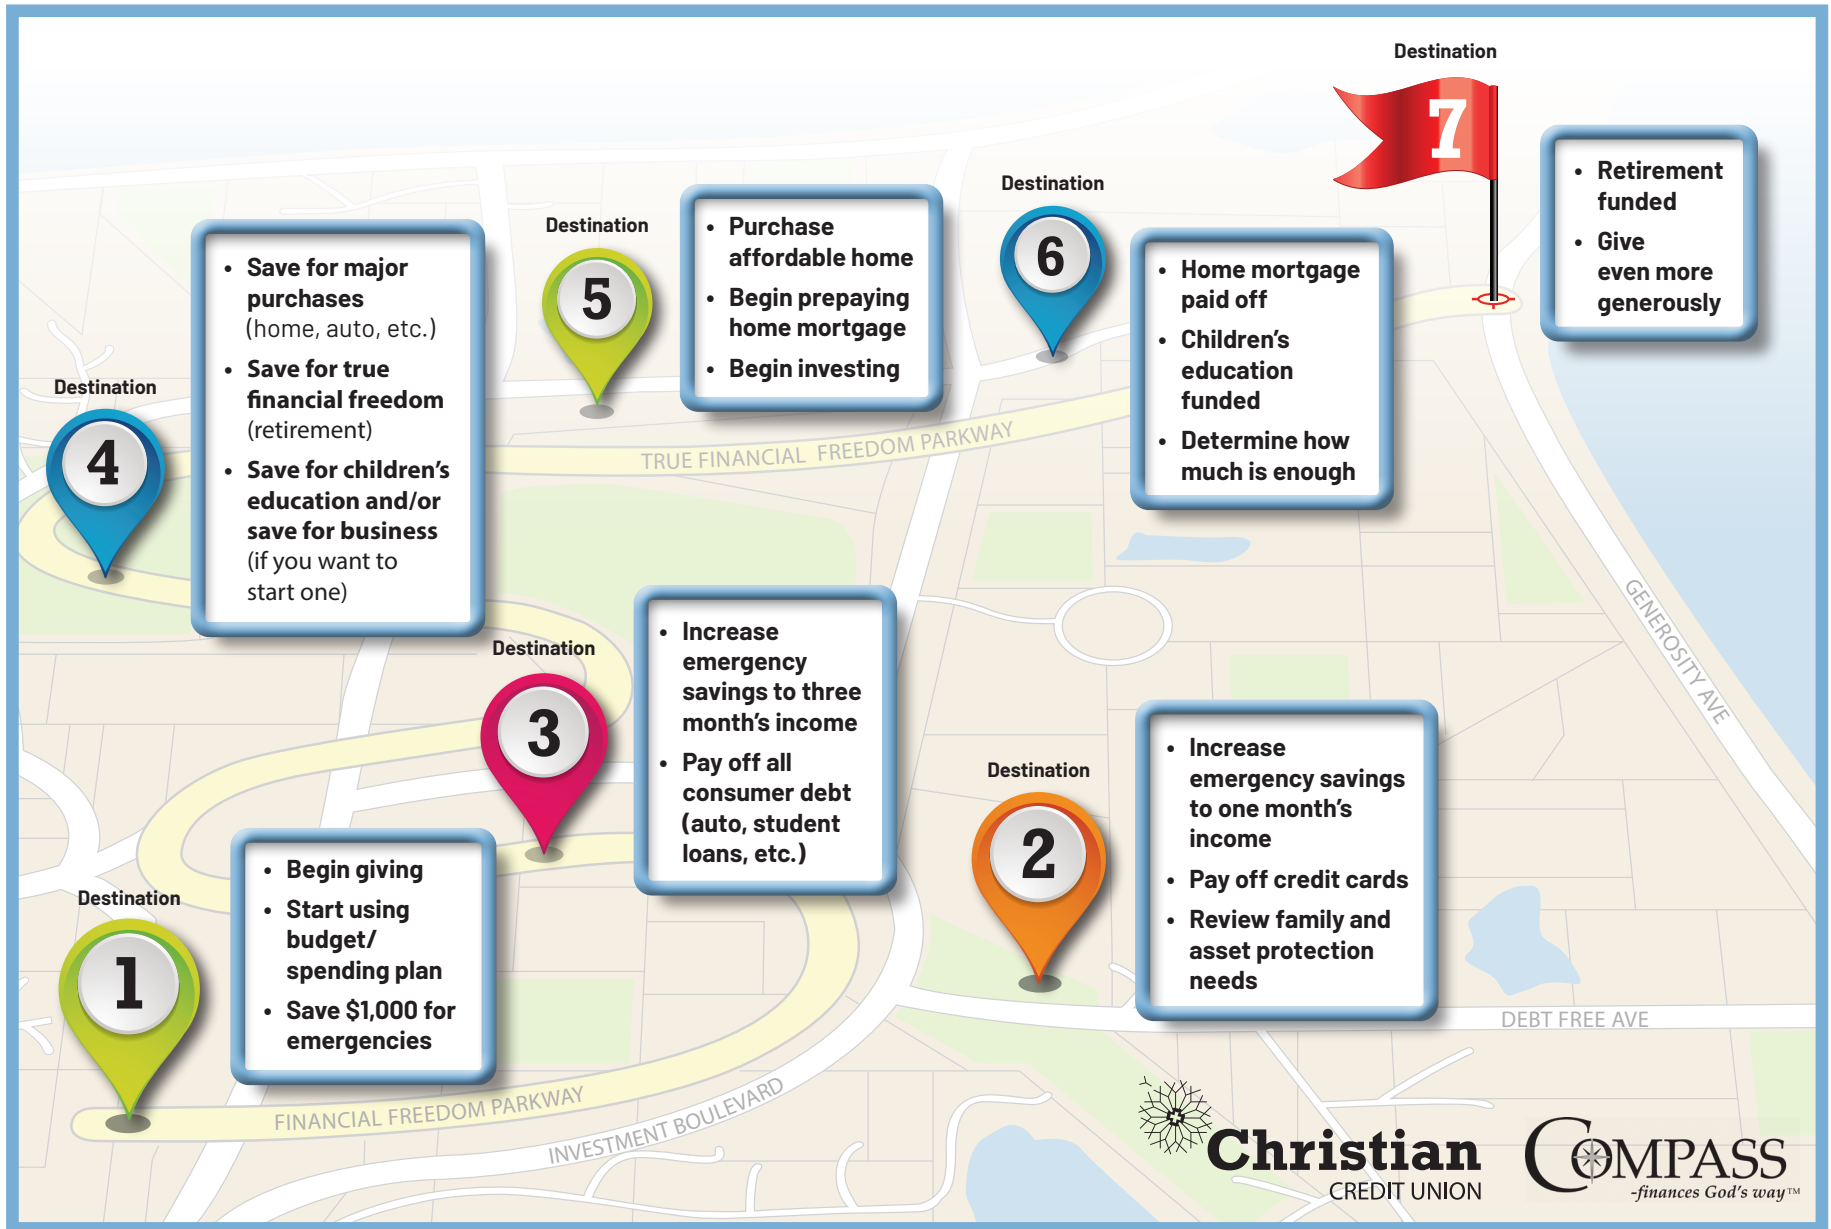 Destination
1
• Begin giving
• Start using
budget/
spending plan
• Save $1,000 for
emergencies
Destination
2
• Increase
emergency savings
to one month's
income
• Pay off credit cards
• Review family and
asset protection
needs
Destination
3
• Increase
emergency
savings to three
month's income
• Pay off all
consumer debt
(auto, student
loans, etc.)
Destination
4
• Save for major
purchases
(home, auto, etc.)
• Save for true
financial freedom
(retirement)
• Save for children's
education and/or
save for business
(if you want to
start one)
Destination
5
• Purchase
affordable home
• Begin prepaying
home mortgage
• Begin investing
Destination
6
• Home mortgage
paid off
• Children's
education
funded
• Determine how
much is enough
Destination
7
• Retirement
funded
• Give
even more
generously
TRUE FINANCIAL FREEDOM PARKWAY
GENEROSITY AVE
DEBT FREE AVE
FINANCIAL FREEDOM PARKWAY
INVESTMENT BOULEVARD
Christian
CREDIT UNION
COMPASS
-finances God's way™